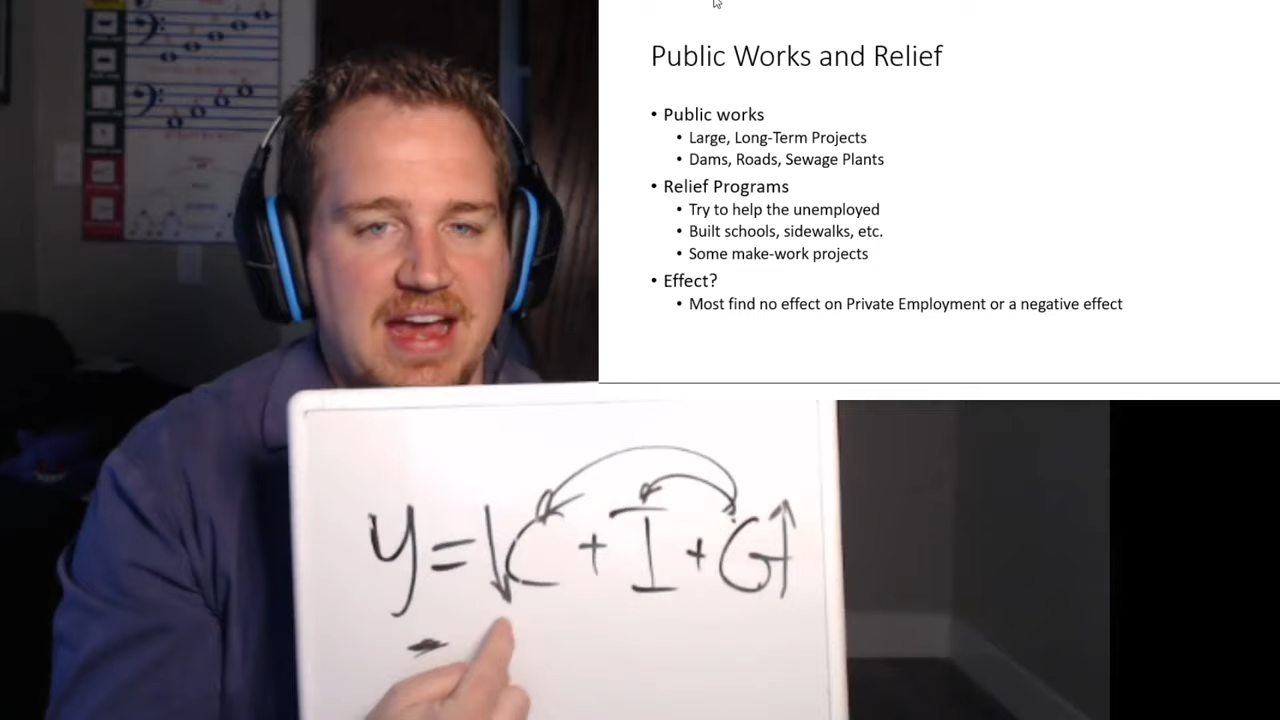 Public Works and Relief
• Public works
• Large, Long-Term Projects
• Dams, Roads, Sewage Plants
• Relief Programs
• Try to help the unemployed
• Built schools, sidewalks, etc.
• Some make-work projects
• Effect?
• Most find no effect on Private Employment or a negative effect
y = ↓C + I + G↑